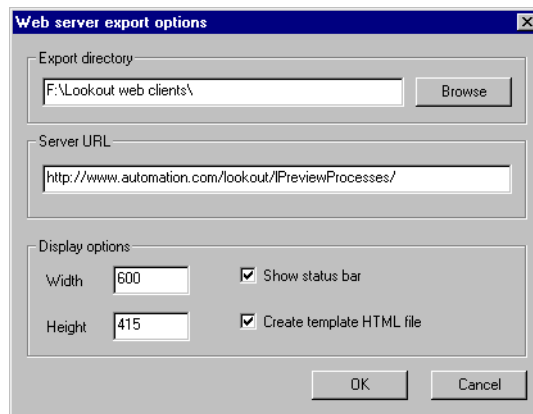 Web server export options
Export directory
F:\Lookout web clients\
Browse
Server URL
http://www.automation.com/lookout/IPreviewProcesses/
Display options
Width 600 Show status bar
Height 415 Create template HTML file
OK Cancel